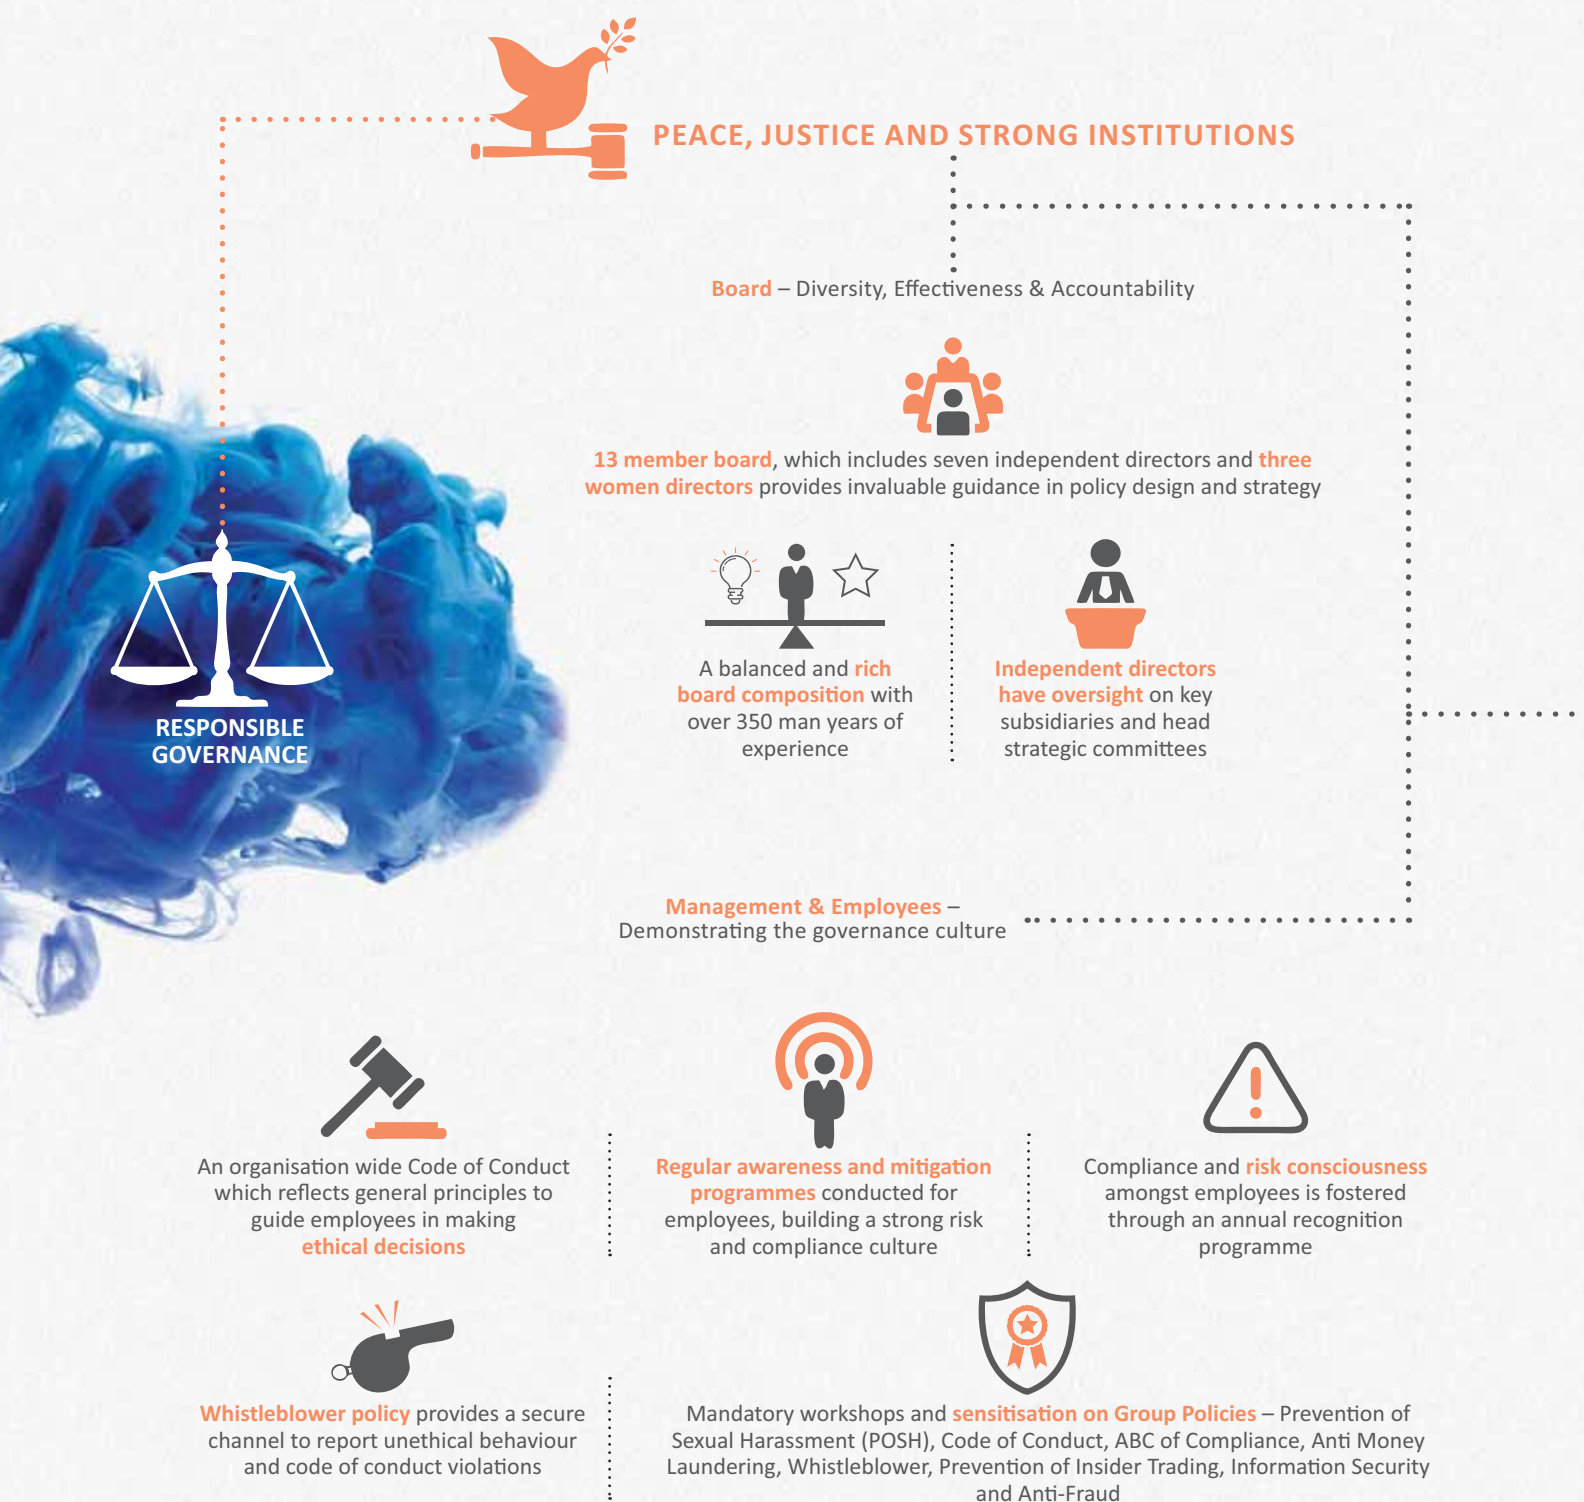 PEACE, JUSTICE AND STRONG INSTITUTIONS
Board – Diversity, Effectiveness & Accountability
13 member board, which includes seven independent directors and three
women directors provides invaluable guidance in policy design and strategy
A balanced and rich
board composition with
over 350 man years of
experience
Independent directors
have oversight on key
subsidiaries and head
strategic committees
RESPONSIBLE
GOVERNANCE
Management & Employees –
Demonstrating the governance culture
An organisation wide Code of Conduct
which reflects general principles to
guide employees in making
ethical decisions
Regular awareness and mitigation
programmes conducted for
employees, building a strong risk
and compliance culture
Compliance and risk consciousness
amongst employees is fostered
through an annual recognition
programme
Whistleblower policy provides a secure
channel to report unethical behaviour
and code of conduct violations
Mandatory workshops and sensitisation on Group Policies – Prevention of
Sexual Harassment (POSH), Code of Conduct, ABC of Compliance, Anti Money
Laundering, Whistleblower, Prevention of Insider Trading, Information Security
and Anti-Fraud